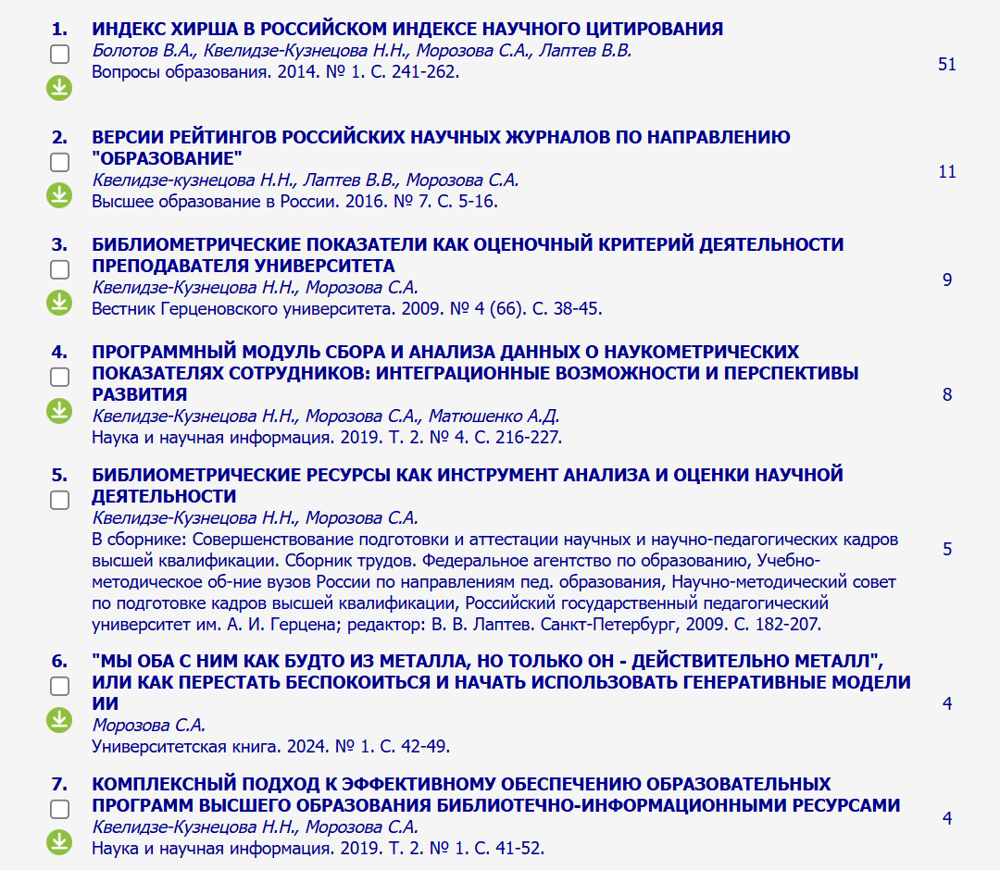 1. ИНДЕКС ХИРША В РОССИЙСКОМ ИНДЕКСЕ НАУЧНОГО ЦИТИРОВАНИЯ
Болотов В.А., Квелидзе-Кузнецова Н.Н., Морозова С.А., Лаптев В.В.
Вопросы образования. 2014. № 1. С. 241-262.
51
2. ВЕРСИИ РЕЙТИНГОВ РОССИЙСКИХ НАУЧНЫХ ЖУРНАЛОВ ПО НАПРАВЛЕНИЮ
"ОБРАЗОВАНИЕ"
Квелидзе-кузнецова Н.Н., Лаптев В.В., Морозова С.А.
Высшее образование в России. 2016. № 7. С. 5-16.
11
3. БИБЛИОМЕТРИЧЕСКИЕ ПОКАЗАТЕЛИ КАК ОЦЕНОЧНЫЙ КРИТЕРИЙ ДЕЯТЕЛЬНОСТИ
ПРЕПОДАВАТЕЛЯ УНИВЕРСИТЕТА
Квелидзе-Кузнецова Н.Н., Морозова С.А.
Вестник Герценовского университета. 2009. № 4 (66). С. 38-45.
9
4. ПРОГРАММНЫЙ МОДУЛЬ СБОРА И АНАЛИЗА ДАННЫХ О НАУКОМЕТРИЧЕСКИХ
ПОКАЗАТЕЛЯХ СОТРУДНИКОВ: ИНТЕГРАЦИОННЫЕ ВОЗМОЖНОСТИ И ПЕРСПЕКТИВЫ
РАЗВИТИЯ
Квелидзе-Кузнецова Н.Н., Морозова С.А., Матюшенко А.Д.
Наука и научная информация. 2019. Т. 2. № 4. С. 216-227.
8
5. БИБЛИОМЕТРИЧЕСКИЕ РЕСУРСЫ КАК ИНСТРУМЕНТ АНАЛИЗА И ОЦЕНКИ НАУЧНОЙ
ДЕЯТЕЛЬНОСТИ
Квелидзе-Кузнецова Н.Н., Морозова С.А.
В сборнике: Совершенствование подготовки и аттестации научных и научно-педагогических кадров
высшей квалификации. Сборник трудов. Федеральное агентство по образованию, Учебно-
методическое об-ние вузов России по направлениям пед. образования, Научно-методический совет
по подготовке кадров высшей квалификации, Российский государственный педагогический
университет им. А. И. Герцена; редактор: В. В. Лаптев. Санкт-Петербург, 2009. С. 182-207.
5
6. "МЫ ОБА С НИМ КАК БУДТО ИЗ МЕТАЛЛА, НО ТОЛЬКО ОН - ДЕЙСТВИТЕЛЬНО МЕТАЛЛ",
ИЛИ КАК ПЕРЕСТАТЬ БЕСПОКОИТЬСЯ И НАЧАТЬ ИСПОЛЬЗОВАТЬ ГЕНЕРАТИВНЫЕ МОДЕЛИ
ИИ
Морозова С.А.
Университетская книга. 2024. № 1. С. 42-49.
4
7. КОМПЛЕКСНЫЙ ПОДХОД К ЭФФЕКТИВНОМУ ОБЕСПЕЧЕНИЮ ОБРАЗОВАТЕЛЬНЫХ
ПРОГРАММ ВЫСШЕГО ОБРАЗОВАНИЯ БИБЛИОТЕЧНО-ИНФОРМАЦИОННЫМИ РЕСУРСАМИ
Квелидзе-Кузнецова Н.Н., Морозова С.А.
Наука и научная информация. 2019. Т. 2. № 1. С. 41-52.
4